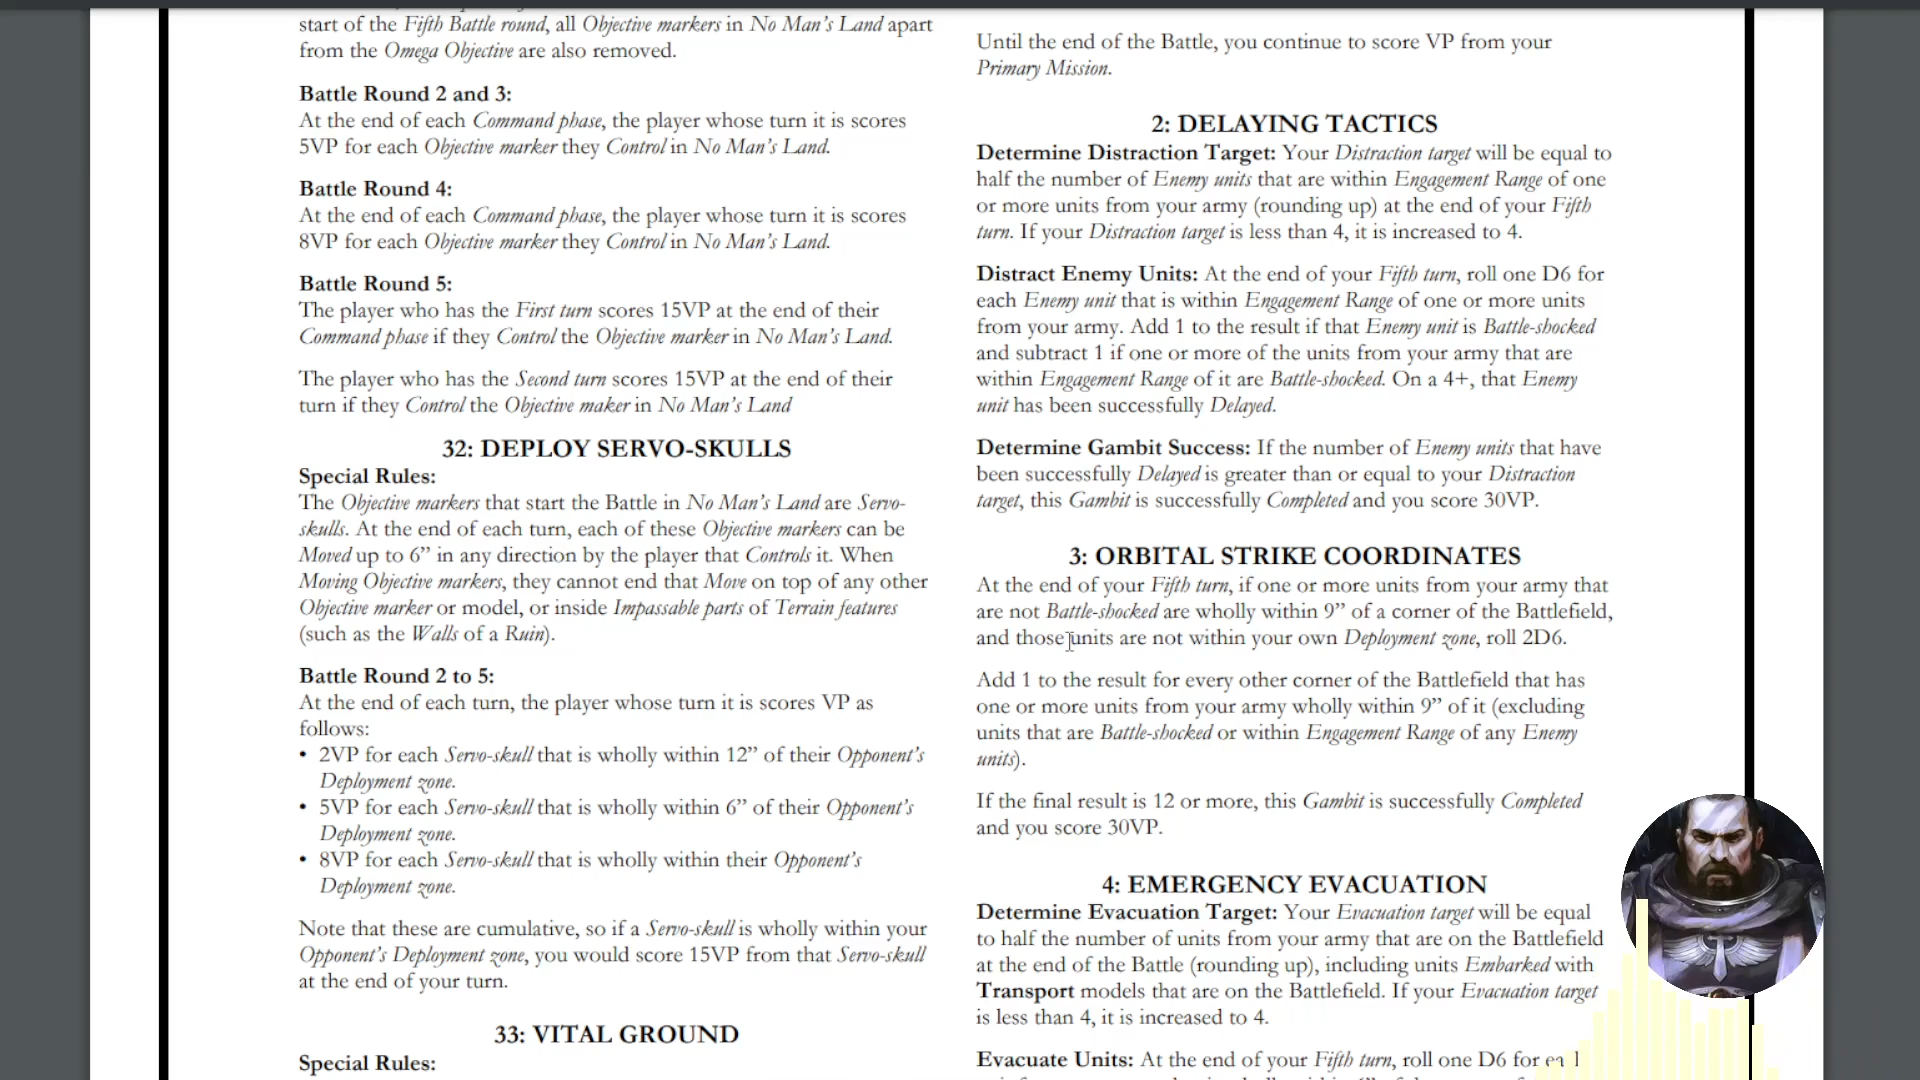 start of the Fifth Battle round, all Objective markers in No Man's Land apart
from the Omega Objective are also removed.
Battle Round 2 and 3:
At the end of each Command phase, the player whose turn it is scores
5VP for each Objective marker they Control in No Man's Land.
Battle Round 4:
At the end of each Command phase, the player whose turn it is scores
8VP for each Objective marker they Control in No Man's Land.
Battle Round 5:
The player who has the First turn scores 15VP at the end of their
Command phase if they Control the Objective marker in No Man's Land.
The player who has the Second turn scores 15VP at the end of their
turn if they Control the Objective maker in No Man's Land
32: DEPLOY SERVO-SKULLS
Special Rules:
The Objective markers that start the Battle in No Man's Land are Servo-
skulls. At the end of each turn, each of these Objective markers can be
Moved up to 6” in any direction by the player that Controls it. When
Moving Objective markers, they cannot end that Move on top of any other
Objective marker or model, or inside Impassable parts of Terrain features
(such as the Walls of a Ruin).
Battle Round 2 to 5:
At the end of each turn, the player whose turn it is scores VP as
follows:
• 2VP for each Servo-skull that is wholly within 12” of their Opponent's
Deployment zone.
• 5VP for each Servo-skull that is wholly within 6” of their Opponent's
Deployment zone.
• 8VP for each Servo-skull that is wholly within their Opponent's
Deployment zone.
Note that these are cumulative, so if a Servo-skull is wholly within your
Opponent's Deployment zone, you would score 15VP from that Servo-skull
at the end of your turn.
33: VITAL GROUND
Special Rules:
Until the end of the Battle, you continue to score VP from your
Primary Mission.
2: DELAYING TACTICS
Determine Distraction Target: Your Distraction target will be equal to
half the number of Enemy units that are within Engagement Range of one
or more units from your army (rounding up) at the end of your Fifth
turn. If your Distraction target is less than 4, it is increased to 4.
Distract Enemy Units: At the end of your Fifth turn, roll one D6 for
each Enemy unit that is within Engagement Range of one or more units
from your army. Add 1 to the result if that Enemy unit is Battle-shocked
and subtract 1 if one or more of the units from your army that are
within Engagement Range of it are Battle-shocked. On a 4+, that Enemy
unit has been successfully Delayed.
Determine Gambit Success: If the number of Enemy units that have
been successfully Delayed is greater than or equal to your Distraction
target, this Gambit is successfully Completed and you score 30VP.
3: ORBITAL STRIKE COORDINATES
At the end of your Fifth turn, if one or more units from your army that
are not Battle-shocked are wholly within 9” of a corner of the Battlefield,
and those units are not within your own Deployment zone, roll 2D6.
Add 1 to the result for every other corner of the Battlefield that has
one or more units from your army wholly within 9” of it (excluding
units that are Battle-shocked or within Engagement Range of any Enemy
units).
If the final result is 12 or more, this Gambit is successfully Completed
and you score 30VP.
4: EMERGENCY EVACUATION
Determine Evacuation Target: Your Evacuation target will be equal
to half the number of units from your army that are on the Battlefield
at the end of the Battle (rounding up), including units Embarked with
Transport models that are on the Battlefield. If your Evacuation target
is less than 4, it is increased to 4.
Evacuate Units: At the end of your Fifth turn, roll one D6 for